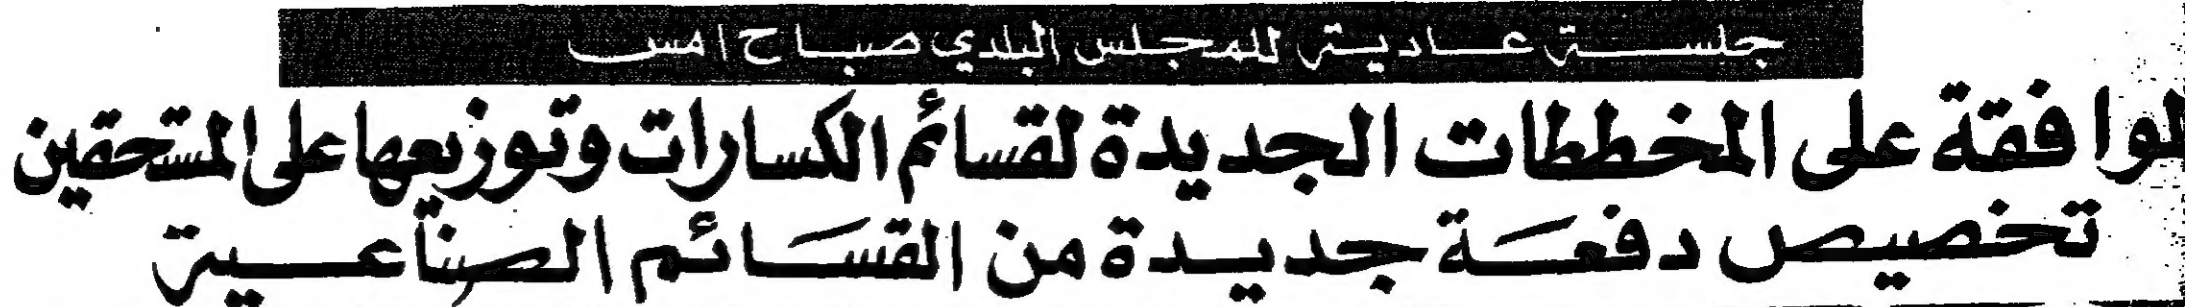 جلسة عادية للمجلس البلدي صباح امس
الموافقة على المخططات الجديدة لقسائم الكسارات وتوزيعها على المستحقين
تخصيص دفعة جديدة من القسائم الصناعية